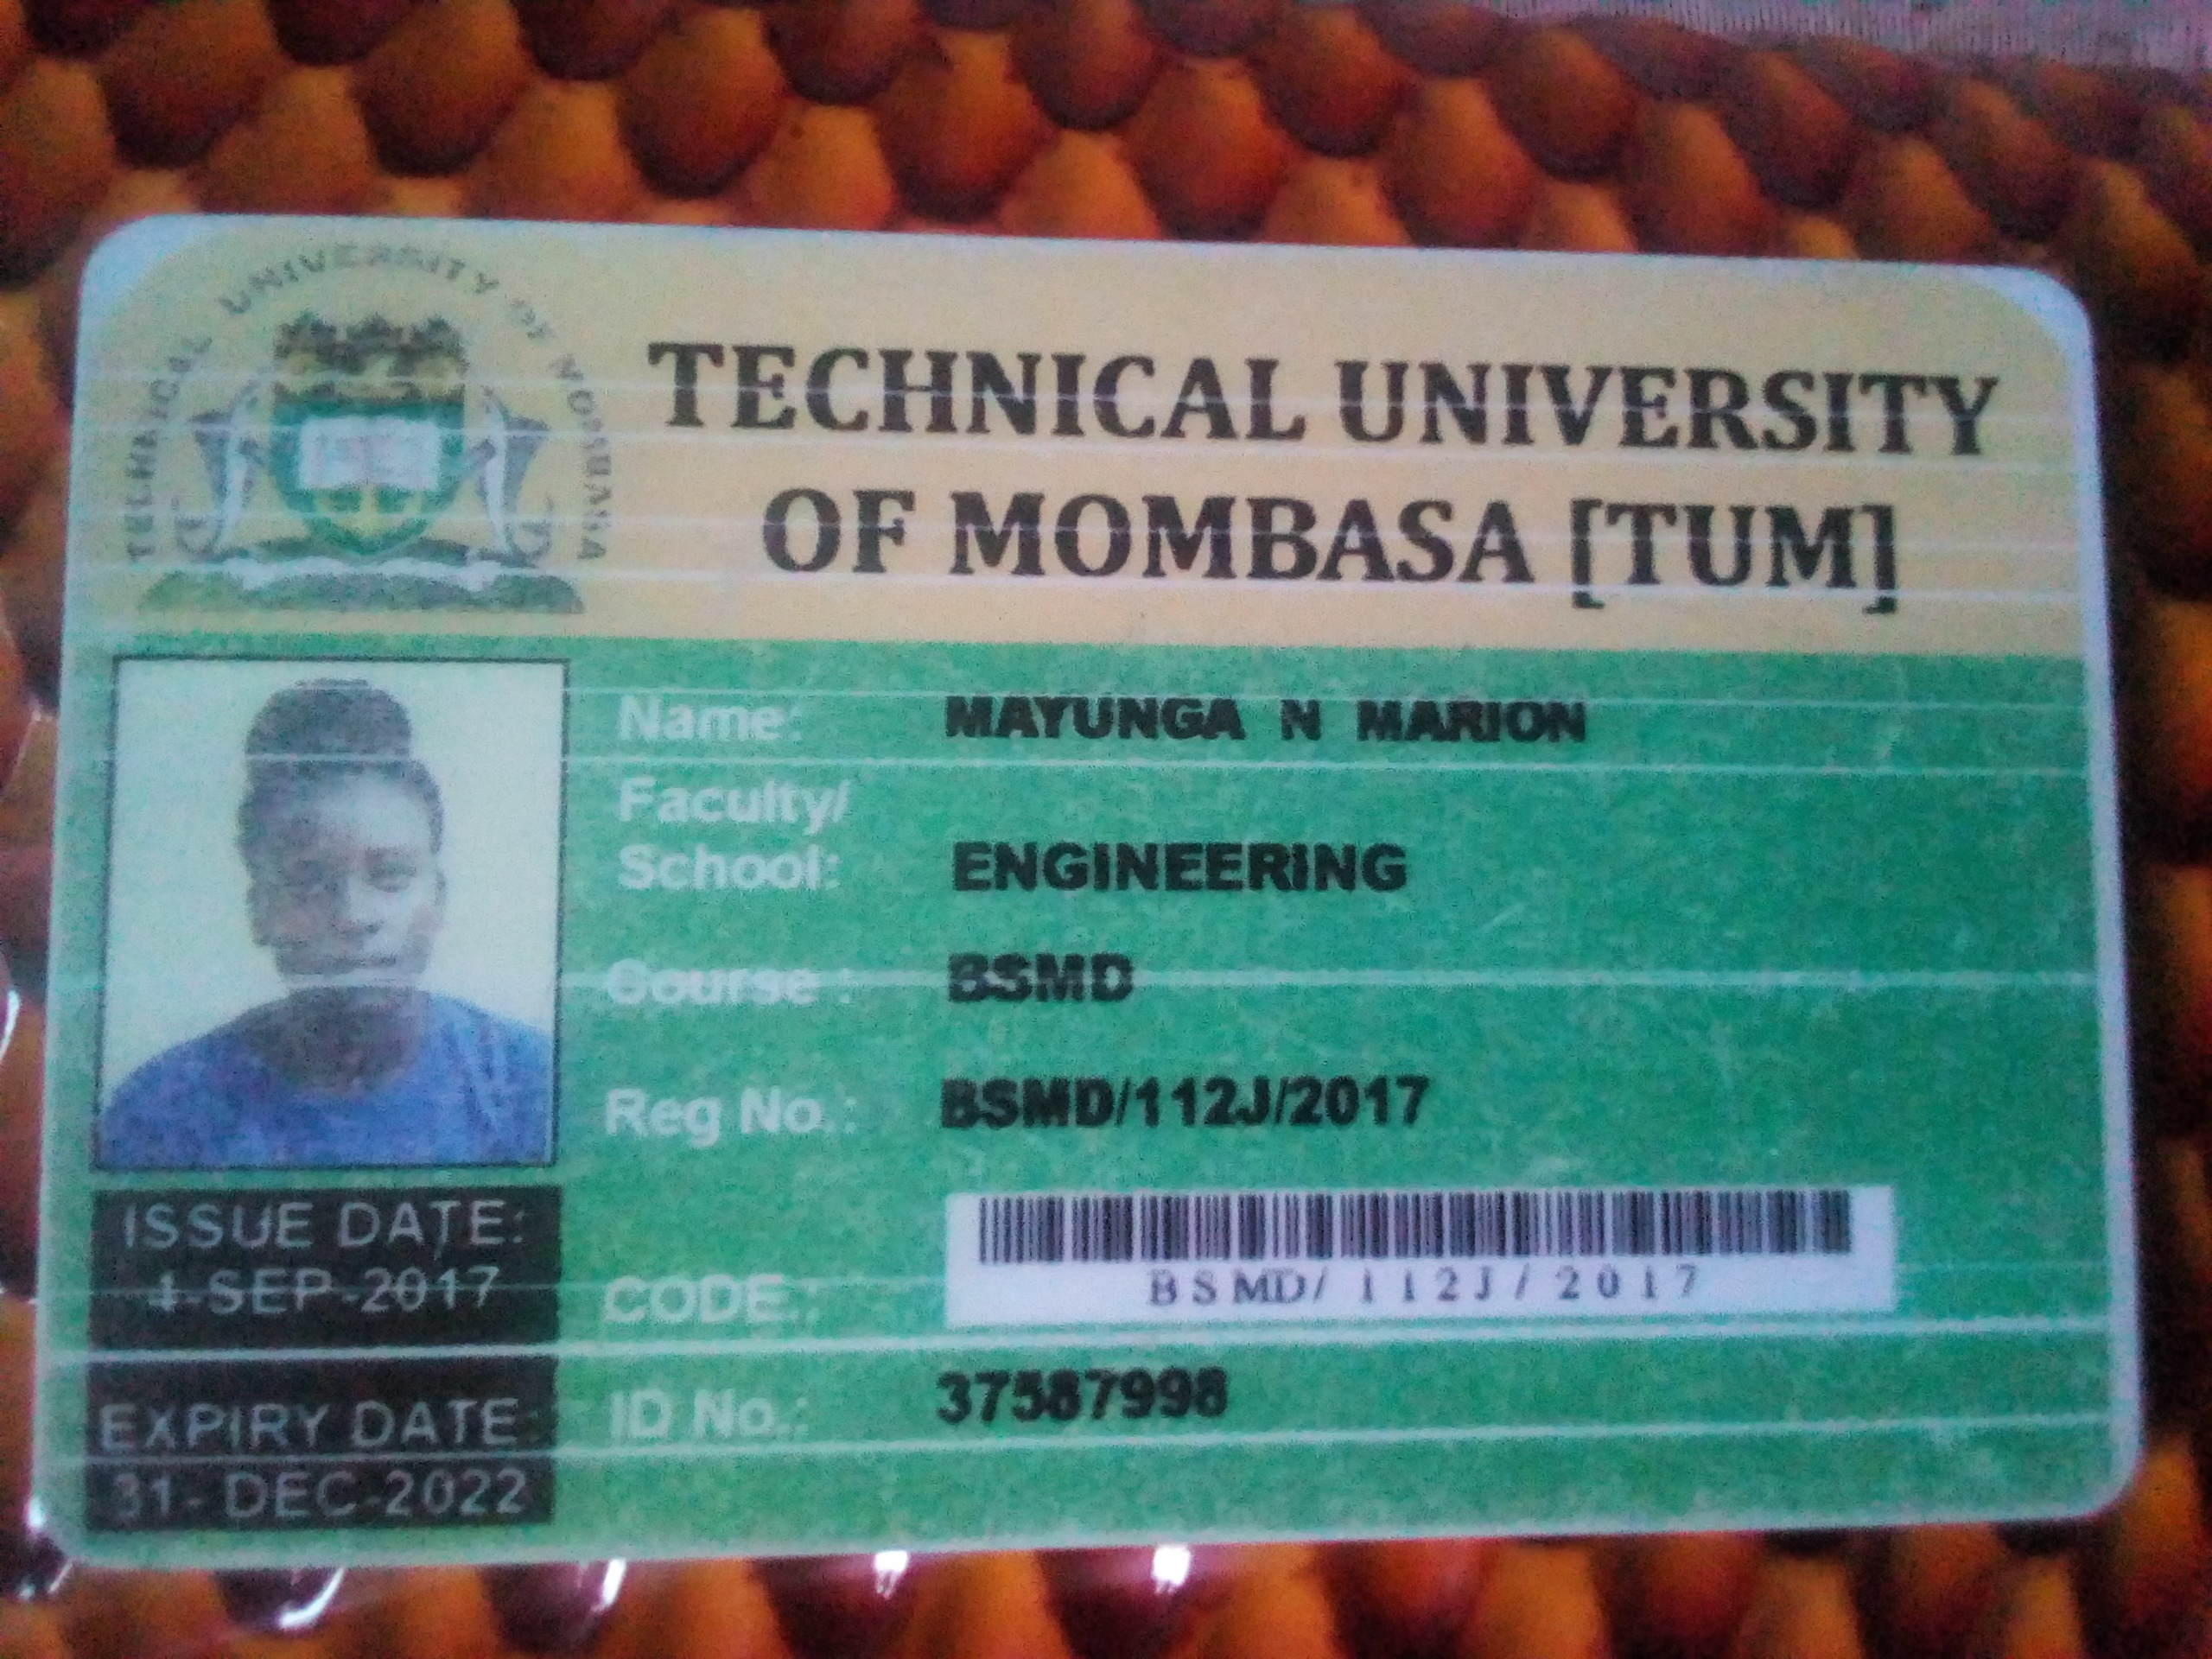 TECHNICAL UNIVERSITY OF MOMBASA
TECHNICAL UNIVERSITY
OF MOMBASA [TUM]
Name: MAYUNGA N MARION
Faculty/
School: ENGINEERING
Course : BSMD
Reg No.: BSMD/112J/2017
CODE.: BSMD/112J/2017
ID No.: 37587998
ISSUE DATE:
1-SEP-2017
EXPIRY DATE:
31-DEC-2022